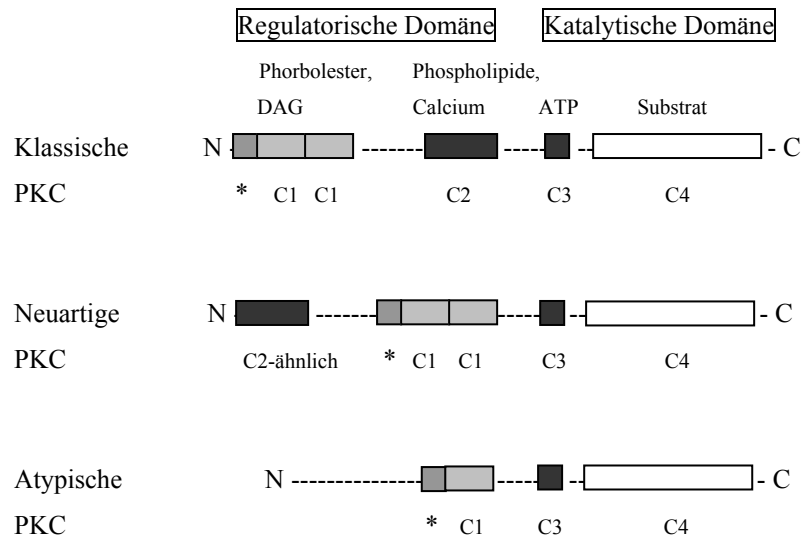 Regulatorische Domäne Katalytische Domäne
Phorbolester, Phospholipide,
DAG Calcium ATP Substrat
Klassische N C
PKC * C1 C1 C2 C3 C4
Neuartige N C
PKC C2-ähnlich * C1 C1 C3 C4
Atypische N C
PKC * C1 C3 C4